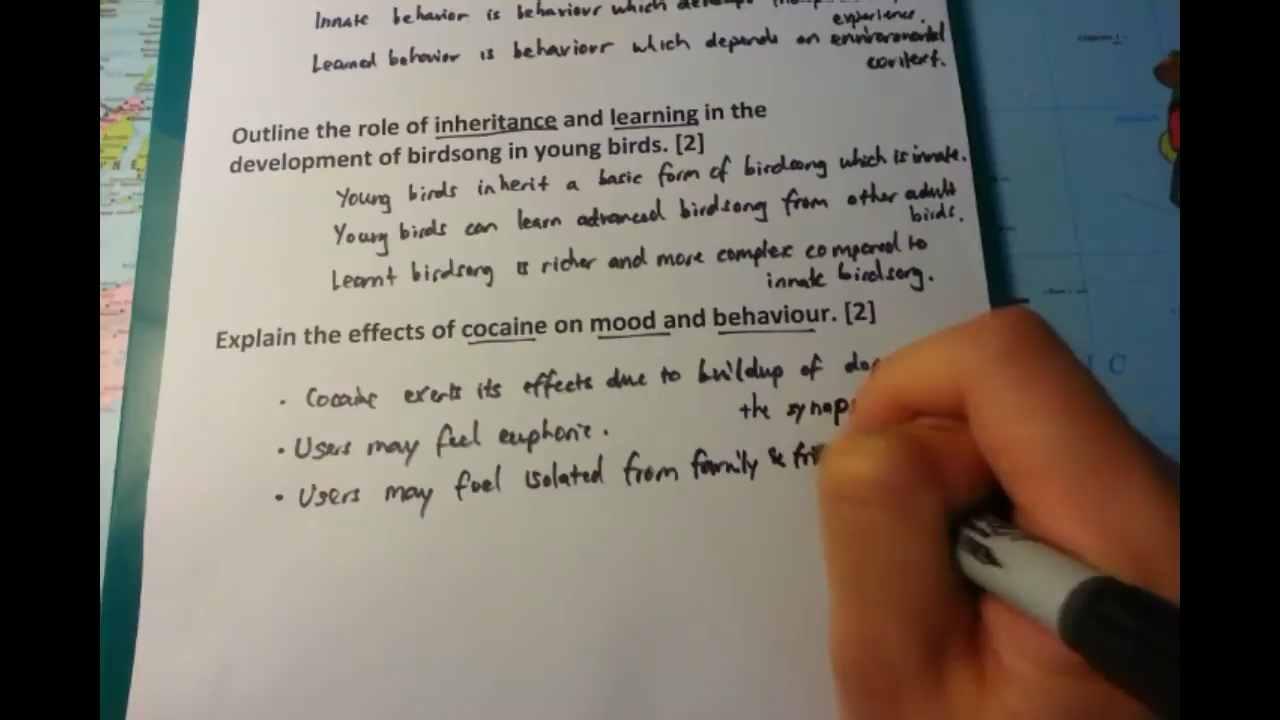 Innate behavior is behaviour which
experience.
Learned behavior is behaviour which depends on environmental
context.
Outline the role of inheritance and learning in the
development of birdsong in young birds. [2]
Young birds inherit a basic form of birdsong which is innate.
Young birds can learn advanced birdsong from other adult
birds.
Learnt birdsong is richer and more complex compared to
innate birdsong.
Explain the effects of cocaine on mood and behaviour. [2]
• Cocaine exerts its effects due to buildup of
the
• Users may feel euphoric.
• Users may feel isolated from family &
C